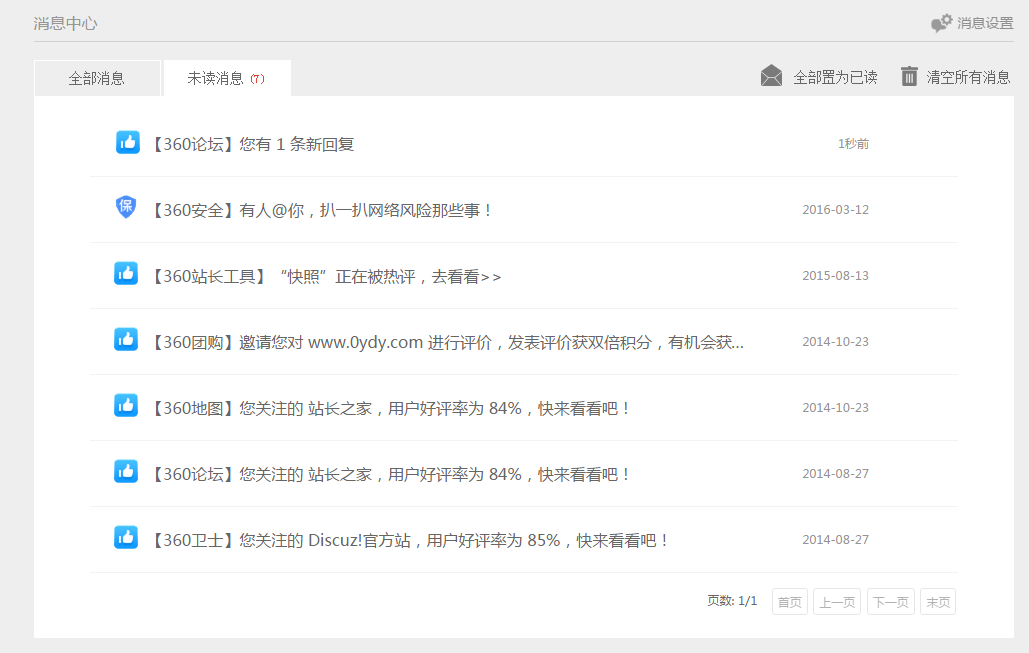 消息中心
消息设置
全部消息
未读消息 (7)
全部置为已读
清空所有消息
【360论坛】您有 1 条新回复
1秒前
保
【360安全】有人@你，扒一扒网络风险那些事！
2016-03-12
【360站长工具】“快照”正在被热评，去看看>>
2015-08-13
【360团购】邀请您对 www.0ydy.com 进行评价，发表评价获双倍积分，有机会获...
2014-10-23
【360地图】您关注的 站长之家，用户好评率为 84%，快来看看吧！
2014-10-23
【360论坛】您关注的 站长之家，用户好评率为 84%，快来看看吧！
2014-08-27
【360卫士】您关注的 Discuz!官方站，用户好评率为 85%，快来看看吧！
2014-08-27
页数: 1/1
首页
上一页
下一页
末页